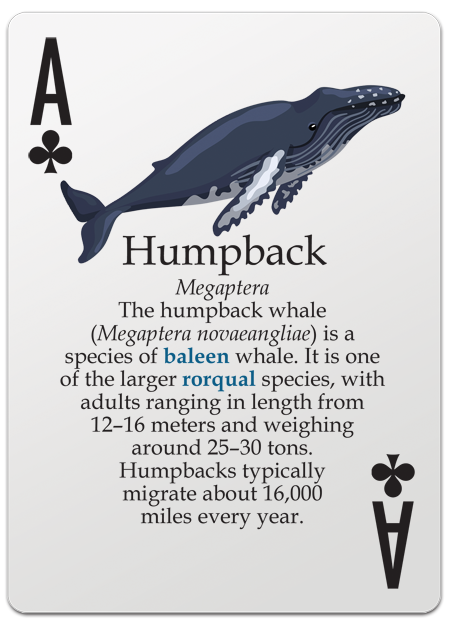 A
Humpback
Megaptera
The humpback whale
(Megaptera novaeangliae) is a
species of baleen whale. It is one
of the larger rorqual species, with
adults ranging in length from
12–16 meters and weighing
around 25–30 tons.
Humpbacks typically
migrate about 16,000
miles every year.
A